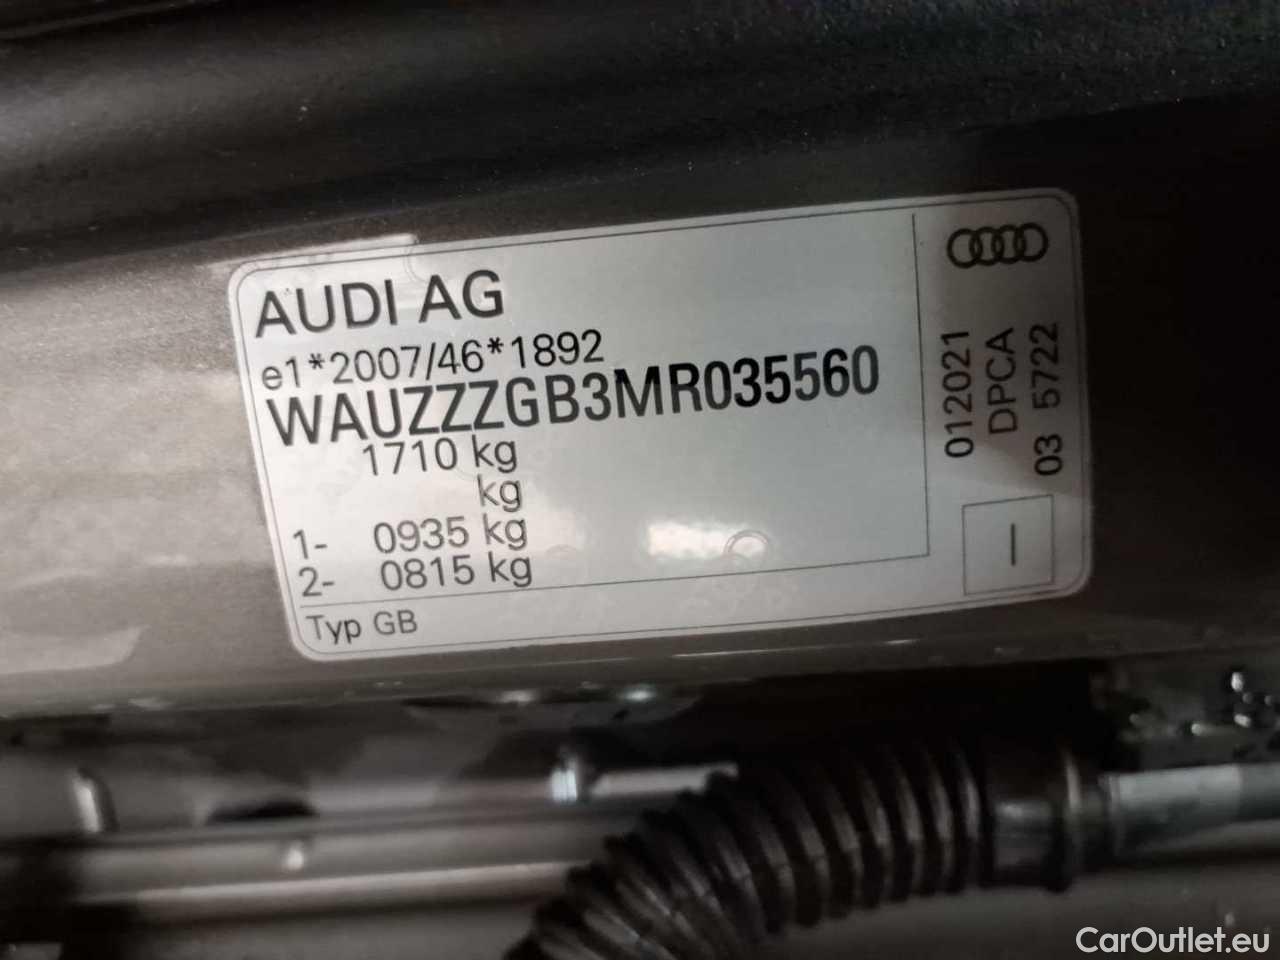 AUDI AG
e1*2007/46*1892
WAUZZZGB3MR035560
1710 kg
kg
1- 0935 kg
2- 0815 kg
Typ GB
012021
DPCA
03 5722
CarOutlet.eu